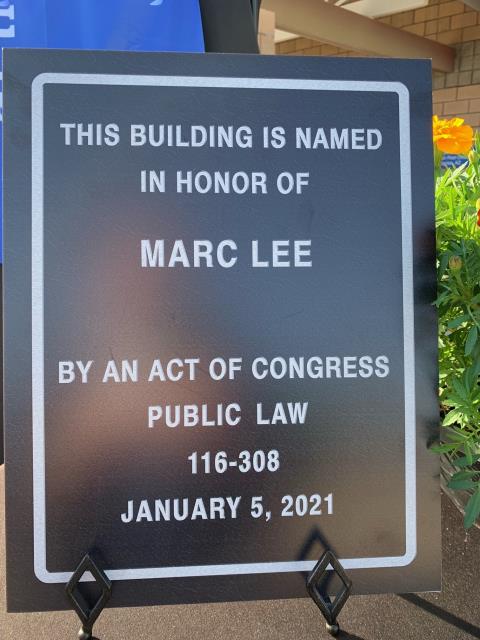 THIS BUILDING IS NAMED
IN HONOR OF
MARC LEE
BY AN ACT OF CONGRESS
PUBLIC LAW
116-308
JANUARY 5, 2021